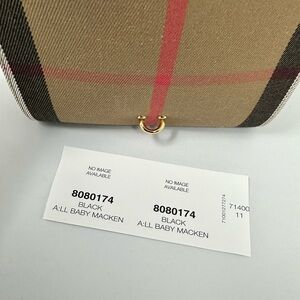 NO IMAGE
AVAILABLE
8080174
BLACK
A:LL BABY MACKEN
NO IMAGE
AVAILABLE
8080174
BLACK
A:LL BABY MACKEN
71400
11